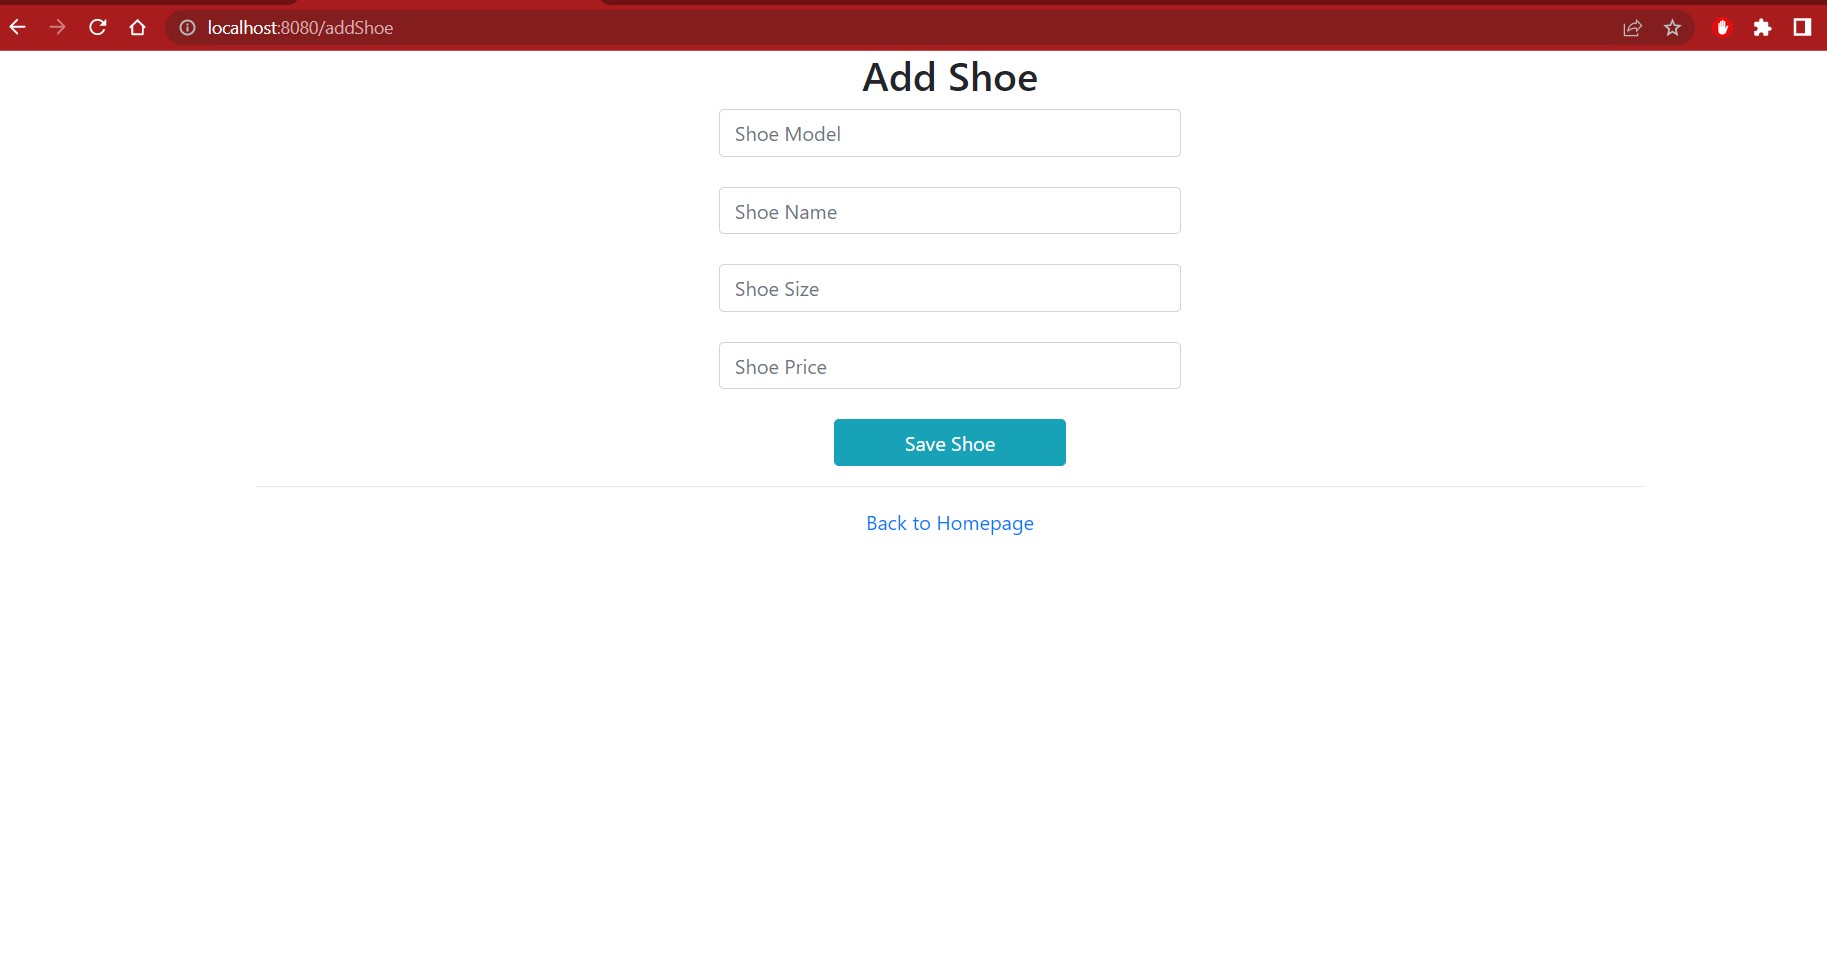 localhost:8080/addShoe
Add Shoe
Shoe Model
Shoe Name
Shoe Size
Shoe Price
Save Shoe
Back to Homepage